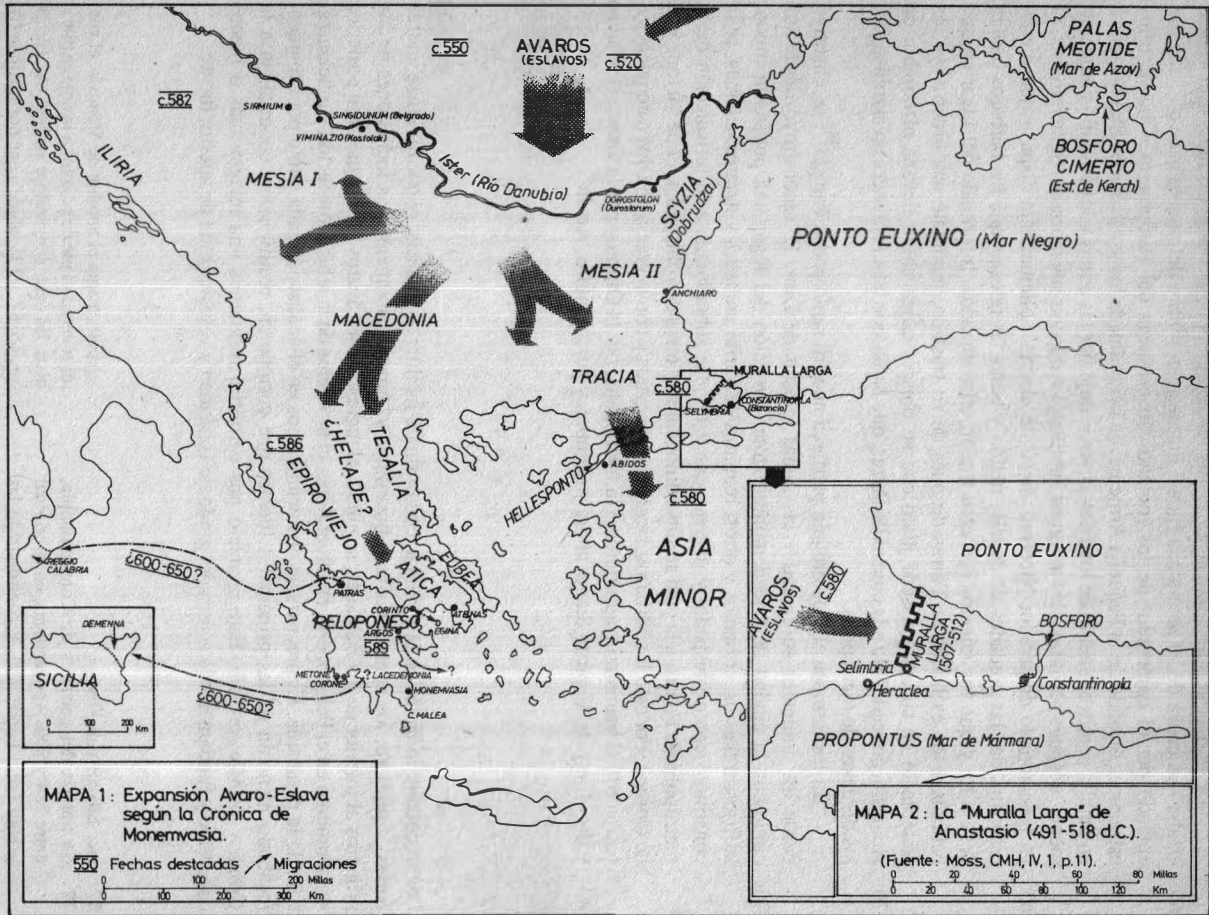 c.550
AVAROS
(ESLAVOS)
c.520
PALAS
MEOTIDE
(Mar de Azov)
BOSFORO
CIMERTO
(Est. de Kerch)
c.582
SIRMIUM
SINGIDUNUM (Belgrado)
VIMINAZIO (Kostolak)
ILIRIA
MESIA I
Ister (Río Danubio)
DOROSTOLON
(Durostorum)
SCYZIA
(Dobrudza)
PONTO EUXINO (Mar Negro)
MESIA II
ANCHIARO
MACEDONIA
TRACIA
c.580
MURALLA LARGA
SELYMBRIA
CONSTANTINOPLA
(Bizancio)
c.586
EPIRO VIEJO
¿HELADE?
TESALIA
HELLESPONTO
ABIDOS
c.580
ASIA
MINOR
EUBEA
ATICA
¿600-650?
REGGIO
CALABRIA
PATRAS
CORINTO
ATENAS
PELOPONESO
EGINA
ARGOS
589
?
METONE
CORONE
?
LACEDEMONIA
MONEMVASIA
C. MALEA
DEMENNA
SICILIA
0 100 200
Km
¿600-650?
PONTO EUXINO
AVAROS
(ESLAVOS)
c.580
MURALLA
LARGA
(507-512)
BOSFORO
Selimbria
Heraclea
Constantinopla
PROPONTUS (Mar de Mármara)
MAPA 1: Expansión Avaro-Eslava
según la Crónica de
Monemvasia.
550 Fechas destcadas Migraciones
0 100 200 Millas
0 100 200 300 Km
MAPA 2: La "Muralla Larga" de
Anastasio (491-518 d.C.).
(Fuente: Moss, CMH, IV, 1, p.11).
0 20 40 60 80 Millas
0 20 40 60 80 100 120 Km